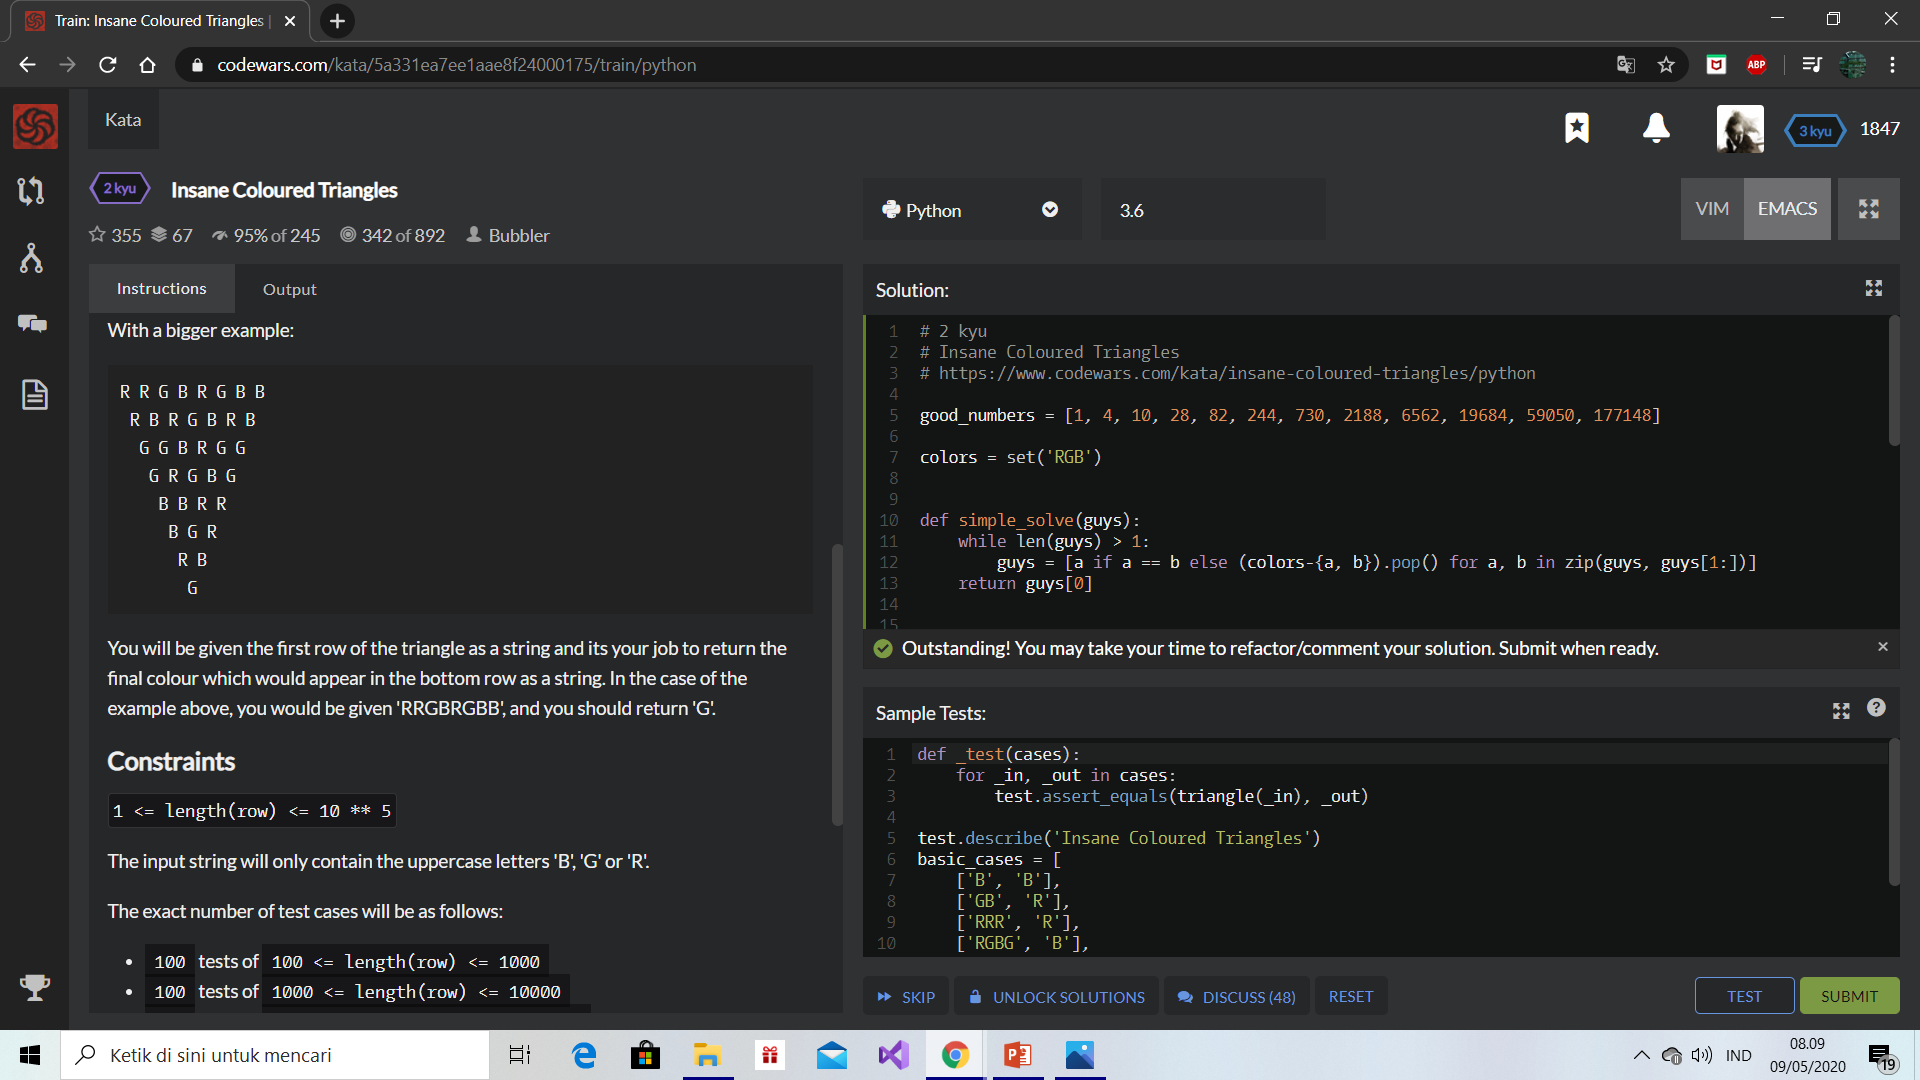 Train: Insane Coloured Triangles |
codewars.com/kata/5a331ea7ee1aae8f24000175/train/python
ABP
Kata
3 kyu
1847
2 kyu
Insane Coloured Triangles
355 67 95% of 245 342 of 892 Bubbler
Python
3.6
VIM
EMACS
Instructions
Output
With a bigger example:
R R G B R G B B
R B R G B R B
G G B R G G
G R G B G
B B R R
B G R
R B
G
You will be given the first row of the triangle as a string and its your job to return the
final colour which would appear in the bottom row as a string. In the case of the
example above, you would be given 'RRGBRGBB', and you should return 'G'.
Constraints
1 <= length(row) <= 10 ** 5
The input string will only contain the uppercase letters 'B', 'G' or 'R'.
The exact number of test cases will be as follows:
• 100 tests of 100 <= length(row) <= 1000
• 100 tests of 1000 <= length(row) <= 10000
Solution:
1 # 2 kyu
2 # Insane Coloured Triangles
3 # https://www.codewars.com/kata/insane-coloured-triangles/python
4
5 good_numbers = [1, 4, 10, 28, 82, 244, 730, 2188, 6562, 19684, 59050, 177148]
6
7 colors = set('RGB')
8
9
10 def simple_solve(guys):
11 while len(guys) > 1:
12 guys = [a if a == b else (colors-{a, b}).pop() for a, b in zip(guys, guys[1:])]
13 return guys[0]
14
15
Outstanding! You may take your time to refactor/comment your solution. Submit when ready.
Sample Tests:
1 def _test(cases):
2 for _in, _out in cases:
3 test.assert_equals(triangle(_in), _out)
4
5 test.describe('Insane Coloured Triangles')
6 basic_cases = [
7 ['B', 'B'],
8 ['GB', 'R'],
9 ['RRR', 'R'],
10 ['RGBG', 'B'],
SKIP
UNLOCK SOLUTIONS
DISCUSS (48)
RESET
TEST
SUBMIT
Ketik di sini untuk mencari
IND
08.09
09/05/2020
19